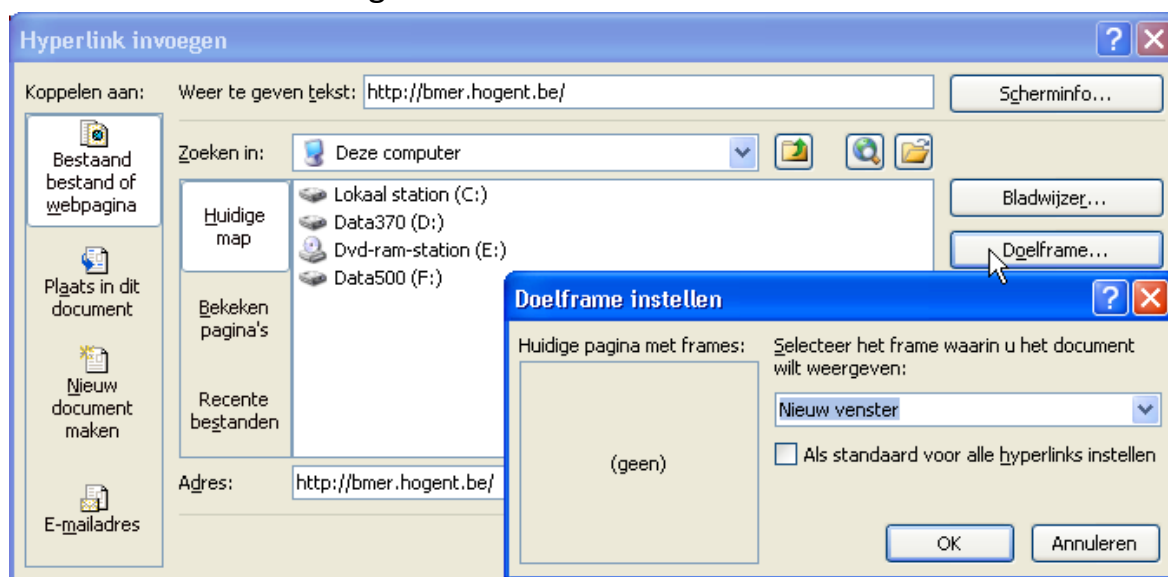 Hyperlink invoegen
Koppelen aan:
Weer te geven tekst: http://bmer.hogent.be/
Scherminfo...
Bestaand
bestand of
webpagina
Zoeken in: Deze computer
Huidige
map
Lokaal station (C:)
Data370 (D:)
Dvd-ram-station (E:)
Data500 (F:)
Bladwijzer...
Doelframe...
Plaats in dit
document
Bekeken
pagina's
Nieuw
document
maken
Recente
bestanden
E-mailadres
Adres: http://bmer.hogent.be/
Doelframe instellen
Huidige pagina met frames:
(geen)
Selecteer het frame waarin u het document
wilt weergeven:
Nieuw venster
Als standaard voor alle hyperlinks instellen
OK
Annuleren